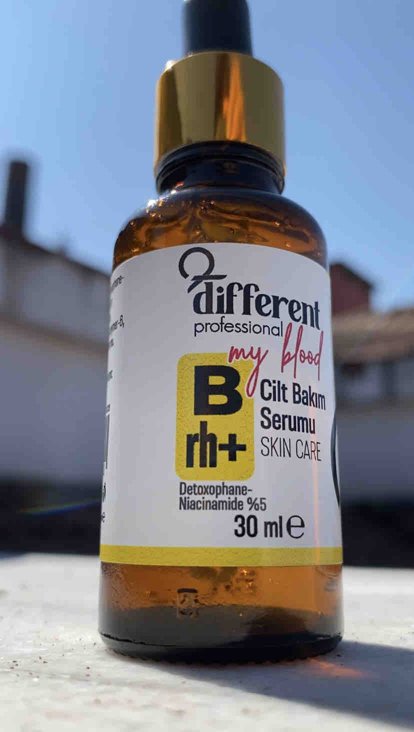 different
professional
my blood
B
rh+
Cilt Bakım
Serumu
SKIN CARE
Detoxophane-
Niacinamide %5
30 ml e